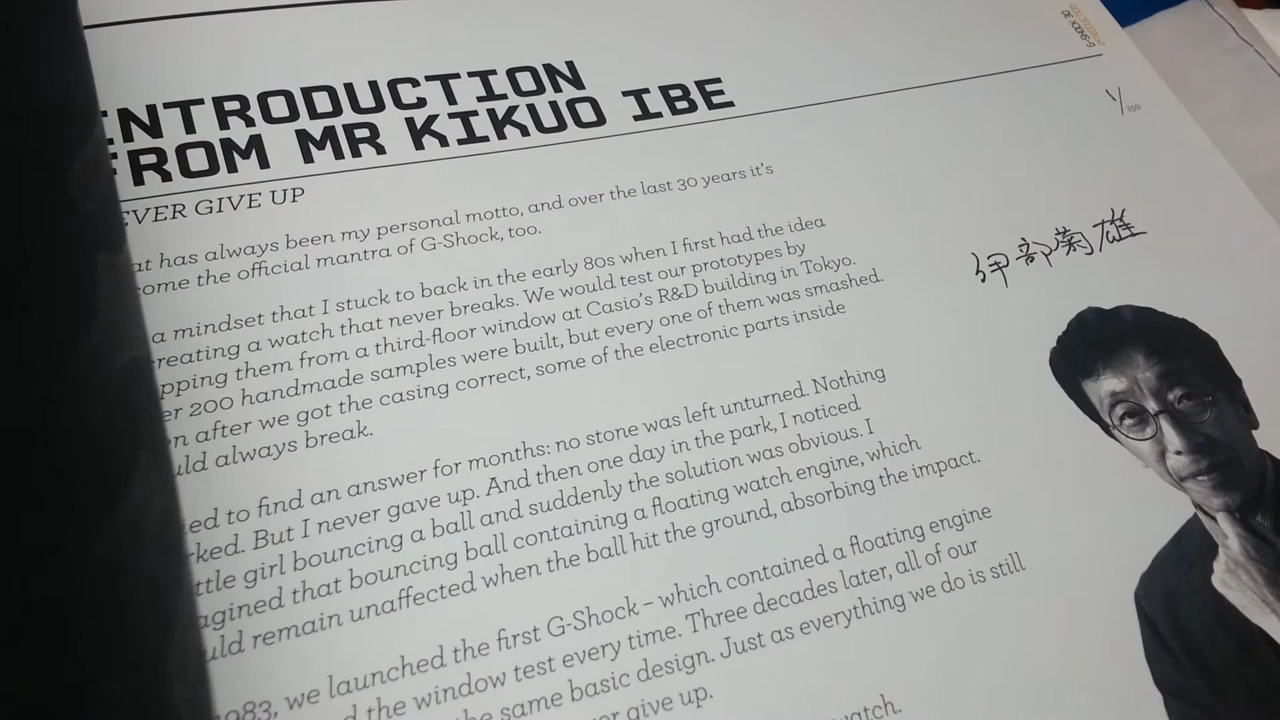 G-SHOCK 30
INTRODUCTION
FROM MR KIKUO IBE
1/250
EVER GIVE UP
at has always been my personal motto, and over the last 30 years it's
ome the official mantra of G-Shock, too.
伊部菊雄
a mindset that I stuck to back in the early 80s when I first had the idea
reating a watch that never breaks. We would test our prototypes by
pping them from a third-floor window at Casio's R&D building in Tokyo.
er 200 handmade samples were built, but every one of them was smashed.
n after we got the casing correct, some of the electronic parts inside
uld always break.
ied to find an answer for months: no stone was left unturned. Nothing
rked. But I never gave up. And then one day in the park, I noticed
ttle girl bouncing a ball and suddenly the solution was obvious. I
agined that bouncing ball containing a floating watch engine, which
uld remain unaffected when the ball hit the ground, absorbing the impact.
983, we launched the first G-Shock – which contained a floating engine
d the window test every time. Three decades later, all of our
he same basic design. Just as everything we do is still
er give up.
watch.